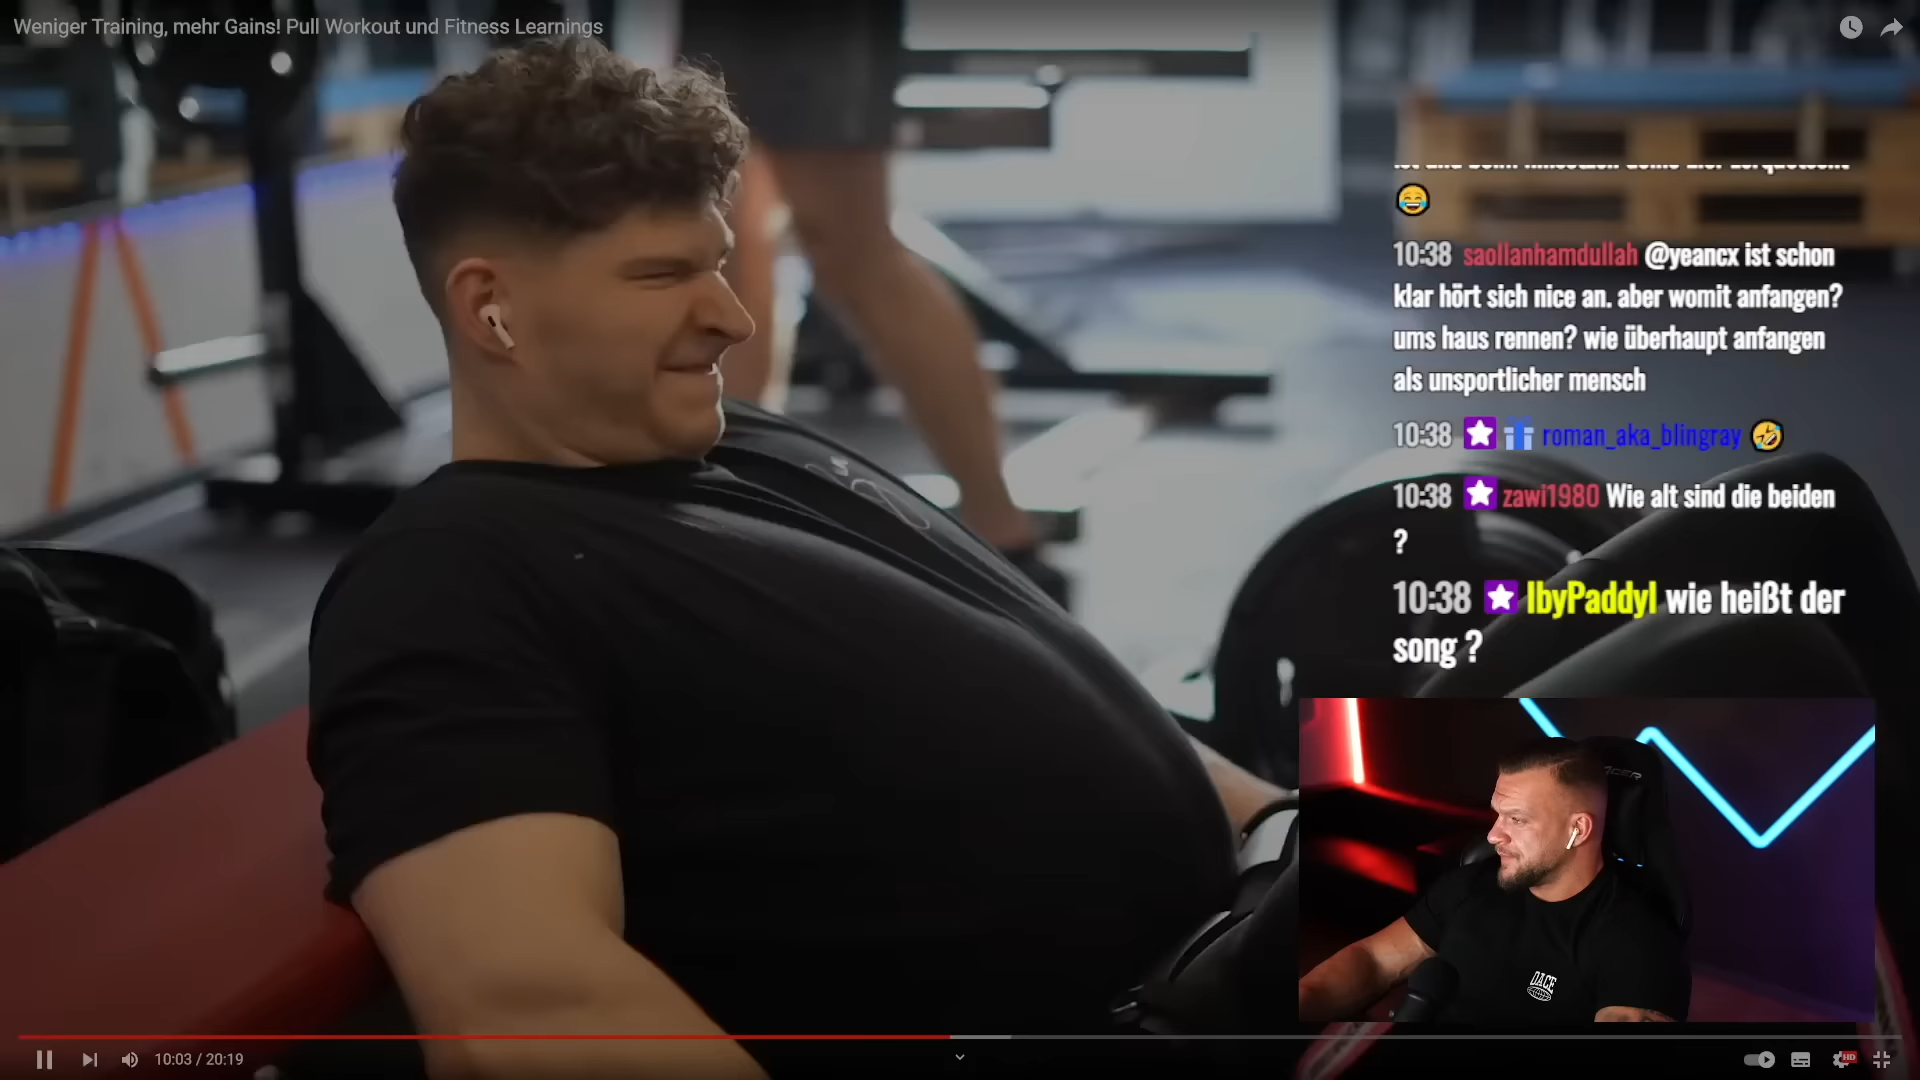 Weniger Training, mehr Gains! Pull Workout und Fitness Learnings
10:38 saollanhamdullah @yeancx ist schon
klar hört sich nice an. aber womit anfangen?
ums haus rennen? wie überhaupt anfangen
als unsportlicher mensch
10:38 roman_aka_blingray
10:38 zawi1980 Wie alt sind die beiden
?
10:38 IbyPaddyI wie heißt der
song ?
DACE
10:03 / 20:19
HD